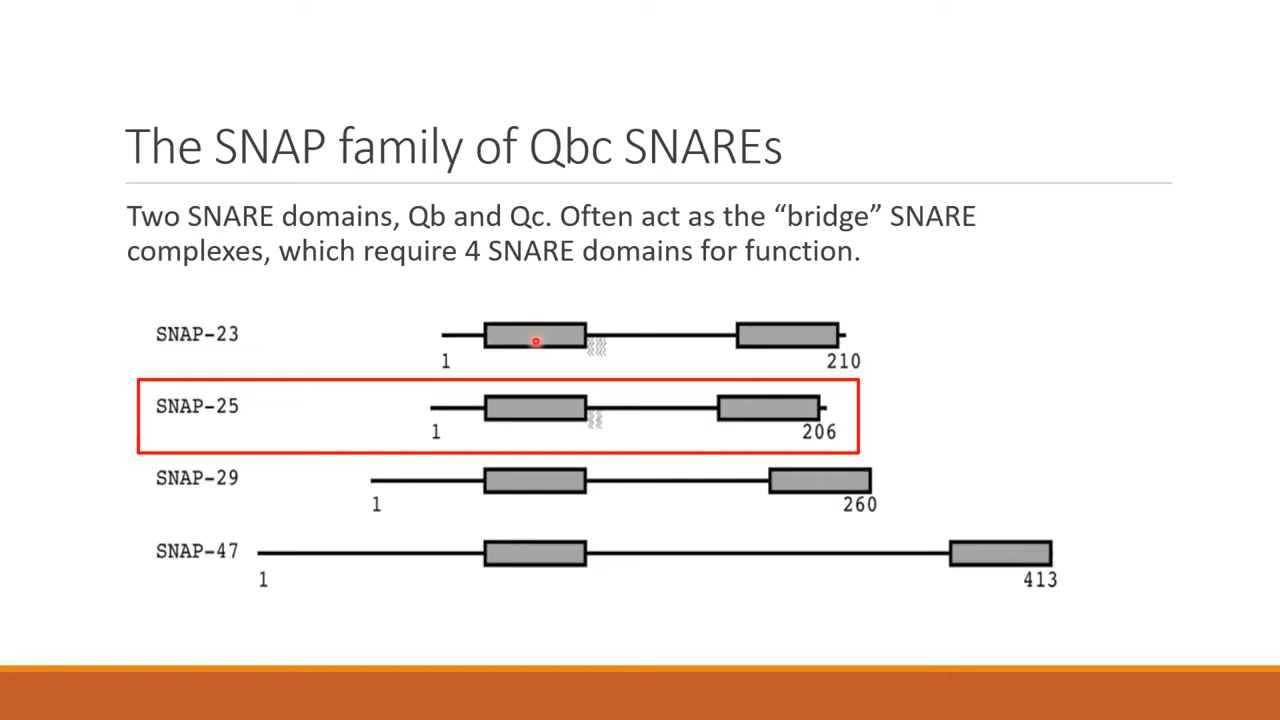 The SNAP family of Qbc SNAREs
Two SNARE domains, Qb and Qc. Often act as the “bridge” SNARE
complexes, which require 4 SNARE domains for function.
SNAP-23
1
210
SNAP-25
1
206
SNAP-29
1
260
SNAP-47
1
413